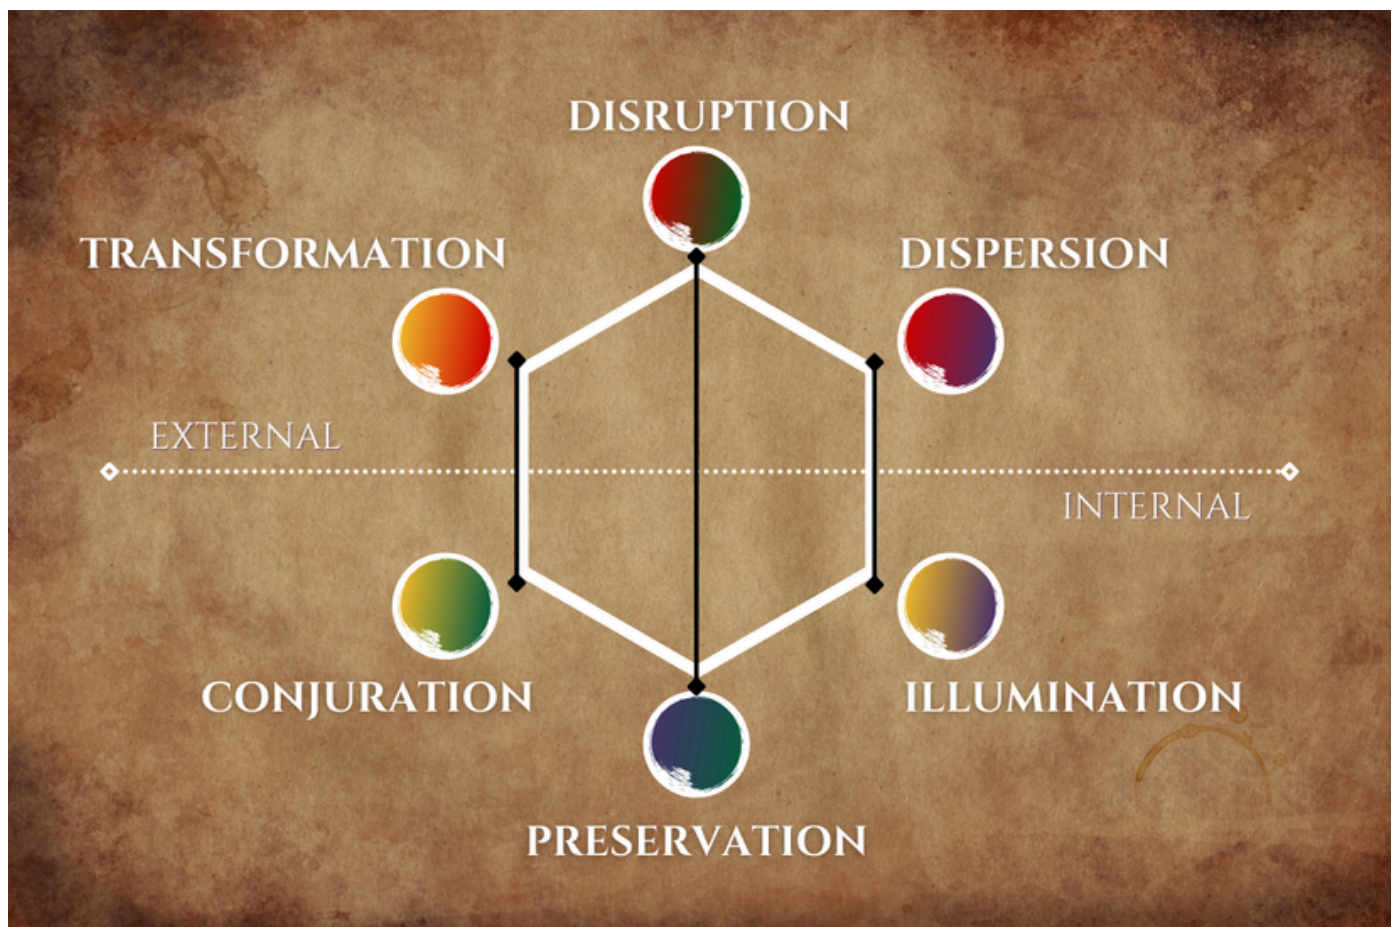 DISRUPTION
TRANSFORMATION
DISPERSION
EXTERNAL
INTERNAL
CONJURATION
ILLUMINATION
PRESERVATION